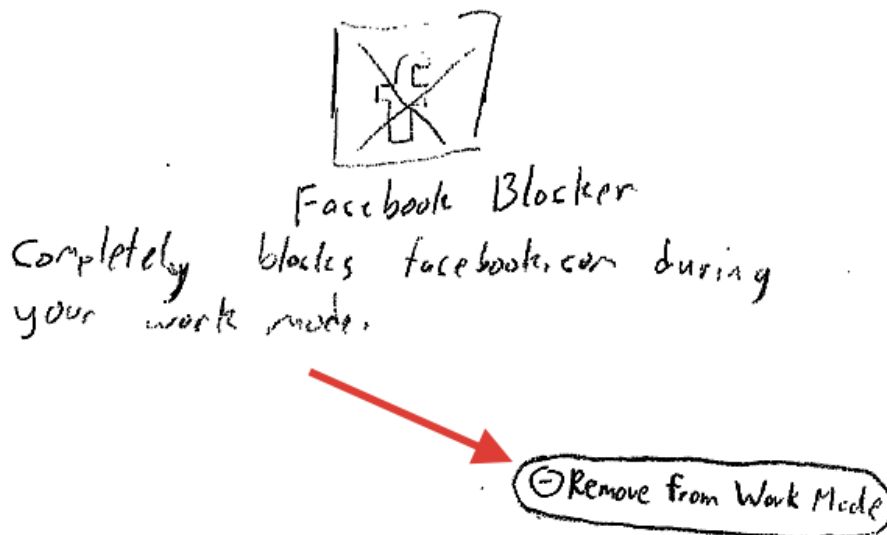 Facebook Blocker
Completely blocks facebook.com during
your work mode.
Remove from Work Mode